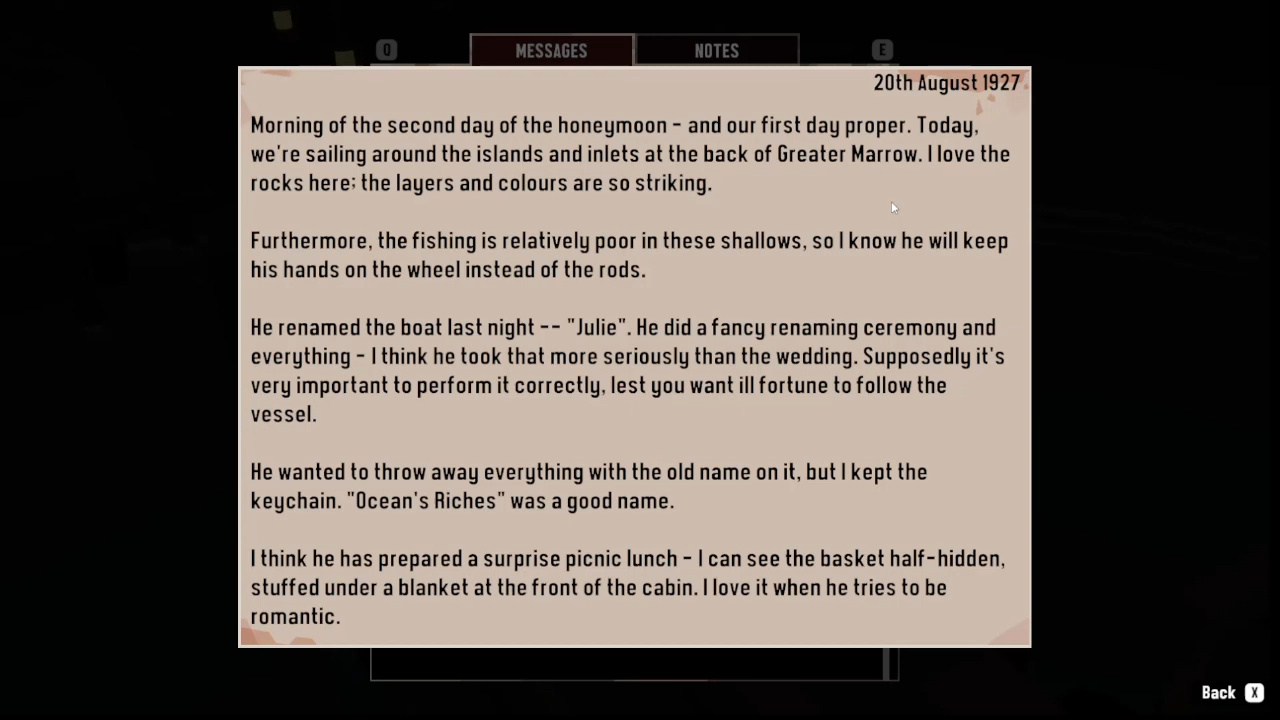 Q
MESSAGES
NOTES
E
20th August 1927
Morning of the second day of the honeymoon - and our first day proper. Today,
we're sailing around the islands and inlets at the back of Greater Marrow. I love the
rocks here; the layers and colours are so striking.
Furthermore, the fishing is relatively poor in these shallows, so I know he will keep
his hands on the wheel instead of the rods.
He renamed the boat last night -- "Julie". He did a fancy renaming ceremony and
everything - I think he took that more seriously than the wedding. Supposedly it's
very important to perform it correctly, lest you want ill fortune to follow the
vessel.
He wanted to throw away everything with the old name on it, but I kept the
keychain. "Ocean's Riches" was a good name.
I think he has prepared a surprise picnic lunch - I can see the basket half-hidden,
stuffed under a blanket at the front of the cabin. I love it when he tries to be
romantic.
Back X